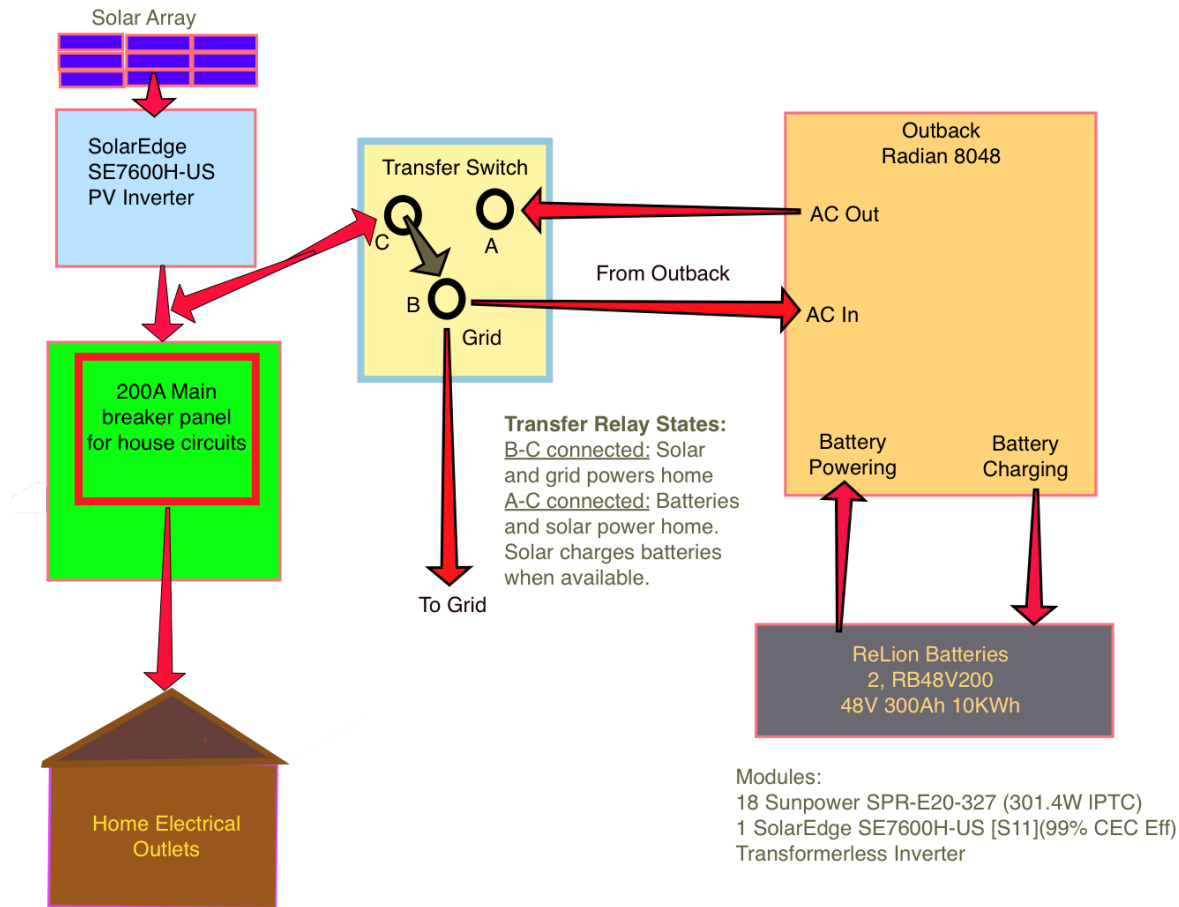 Solar Array
SolarEdge
SE7600H-US
PV Inverter
Transfer Switch
C
A
B
Grid
Outback
Radian 8048
AC Out
From Outback
AC In
Battery
Powering
Battery
Charging
200A Main
breaker panel
for house circuits
Transfer Relay States:
B-C connected: Solar
and grid powers home
A-C connected: Batteries
and solar power home.
Solar charges batteries
when available.
To Grid
ReLion Batteries
2, RB48V200
48V 300Ah 10KWh
Home Electrical
Outlets
Modules:
18 Sunpower SPR-E20-327 (301.4W IPTC)
1 SolarEdge SE7600H-US [S11](99% CEC Eff)
Transformerless Inverter